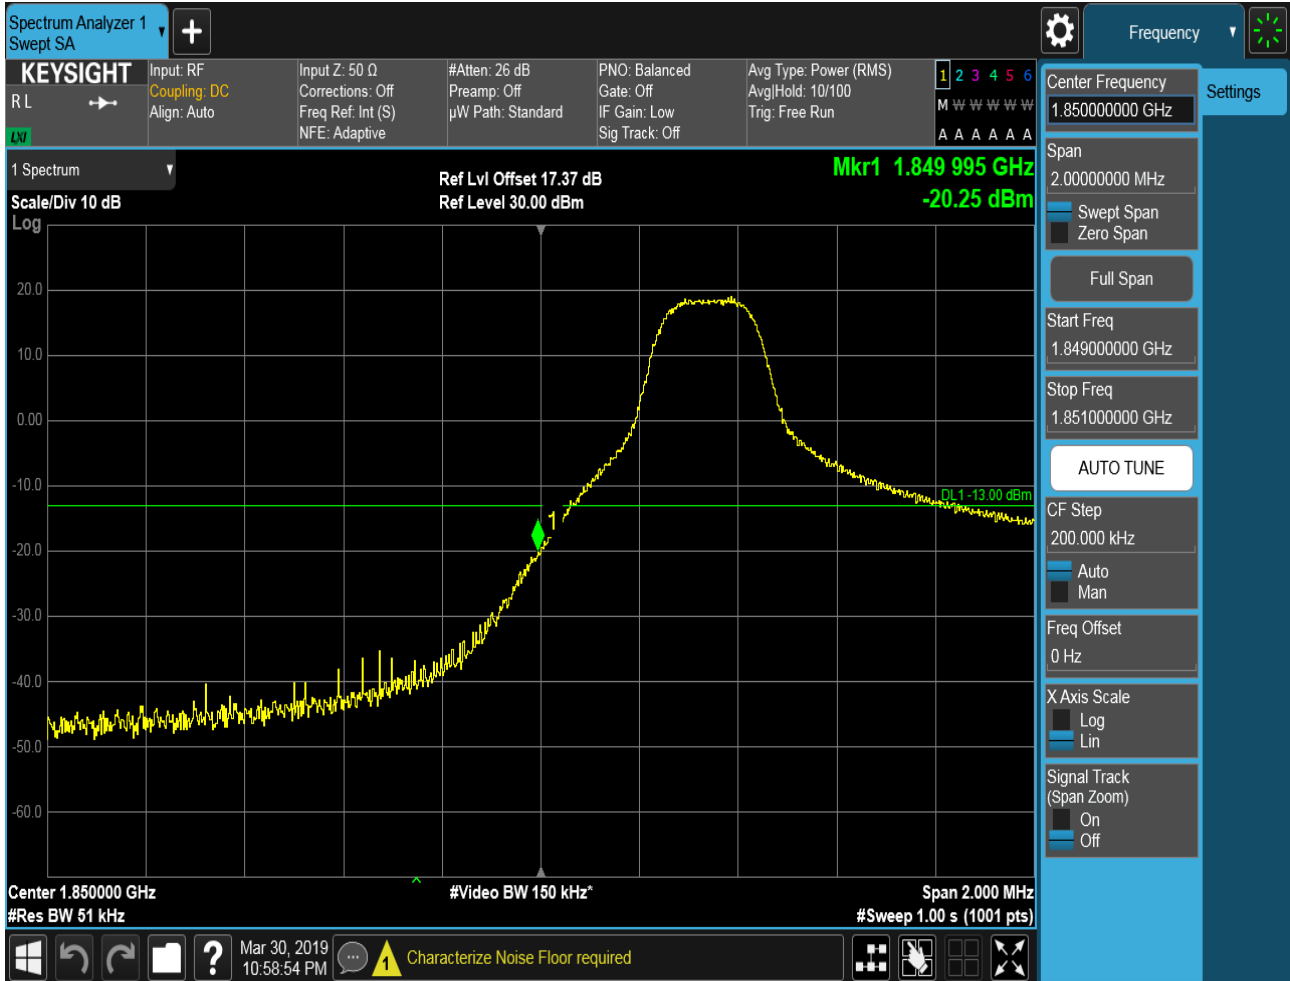 Spectrum Analyzer 1
Swept SA
+
Frequency
KEYSIGHT
R L
LXI
Input: RF
Coupling: DC
Align: Auto
Input Z: 50 Ω
Corrections: Off
Freq Ref: Int (S)
NFE: Adaptive
#Atten: 26 dB
Preamp: Off
µW Path: Standard
PNO: Balanced
Gate: Off
IF Gain: Low
Sig Track: Off
Avg Type: Power (RMS)
Avg|Hold: 10/100
Trig: Free Run
1 2 3 4 5 6
M W W W W W
A A A A A A
1 Spectrum
Scale/Div 10 dB
Log
Ref Lvl Offset 17.37 dB
Ref Level 30.00 dBm
Mkr1 1.849 995 GHz
-20.25 dBm
20.0
10.0
0.00
-10.0
-20.0
-30.0
-40.0
-50.0
-60.0
DL1 -13.00 dBm
1
Center 1.850000 GHz
#Res BW 51 kHz
#Video BW 150 kHz*
Span 2.000 MHz
#Sweep 1.00 s (1001 pts)
Center Frequency
1.850000000 GHz
Settings
Span
2.00000000 MHz
Swept Span
Zero Span
Full Span
Start Freq
1.849000000 GHz
Stop Freq
1.851000000 GHz
AUTO TUNE
CF Step
200.000 kHz
Auto
Man
Freq Offset
0 Hz
X Axis Scale
Log
Lin
Signal Track
(Span Zoom)
On
Off
?
Mar 30, 2019
10:58:54 PM
1
Characterize Noise Floor required